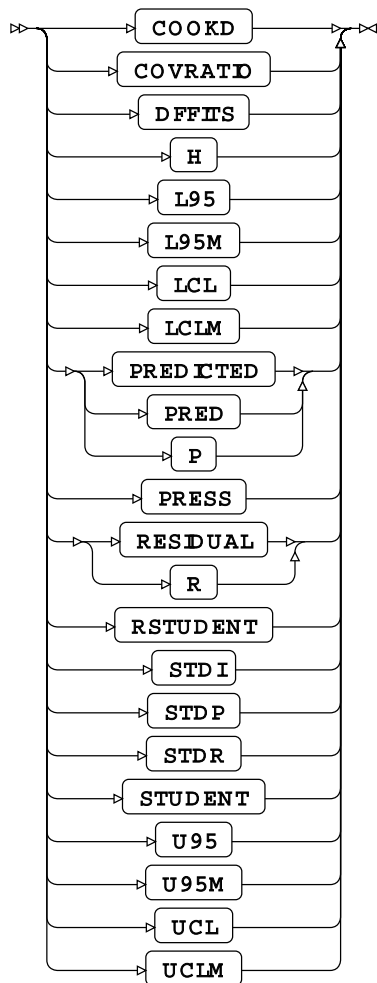 COOKD
COVRATIO
DFFITS
H
L95
L95M
LCL
LCLM
PREDICTED
PRED
P
PRESS
RESIDUAL
R
RSTUDENT
STDI
STDP
STDR
STUDENT
U95
U95M
UCL
UCLM